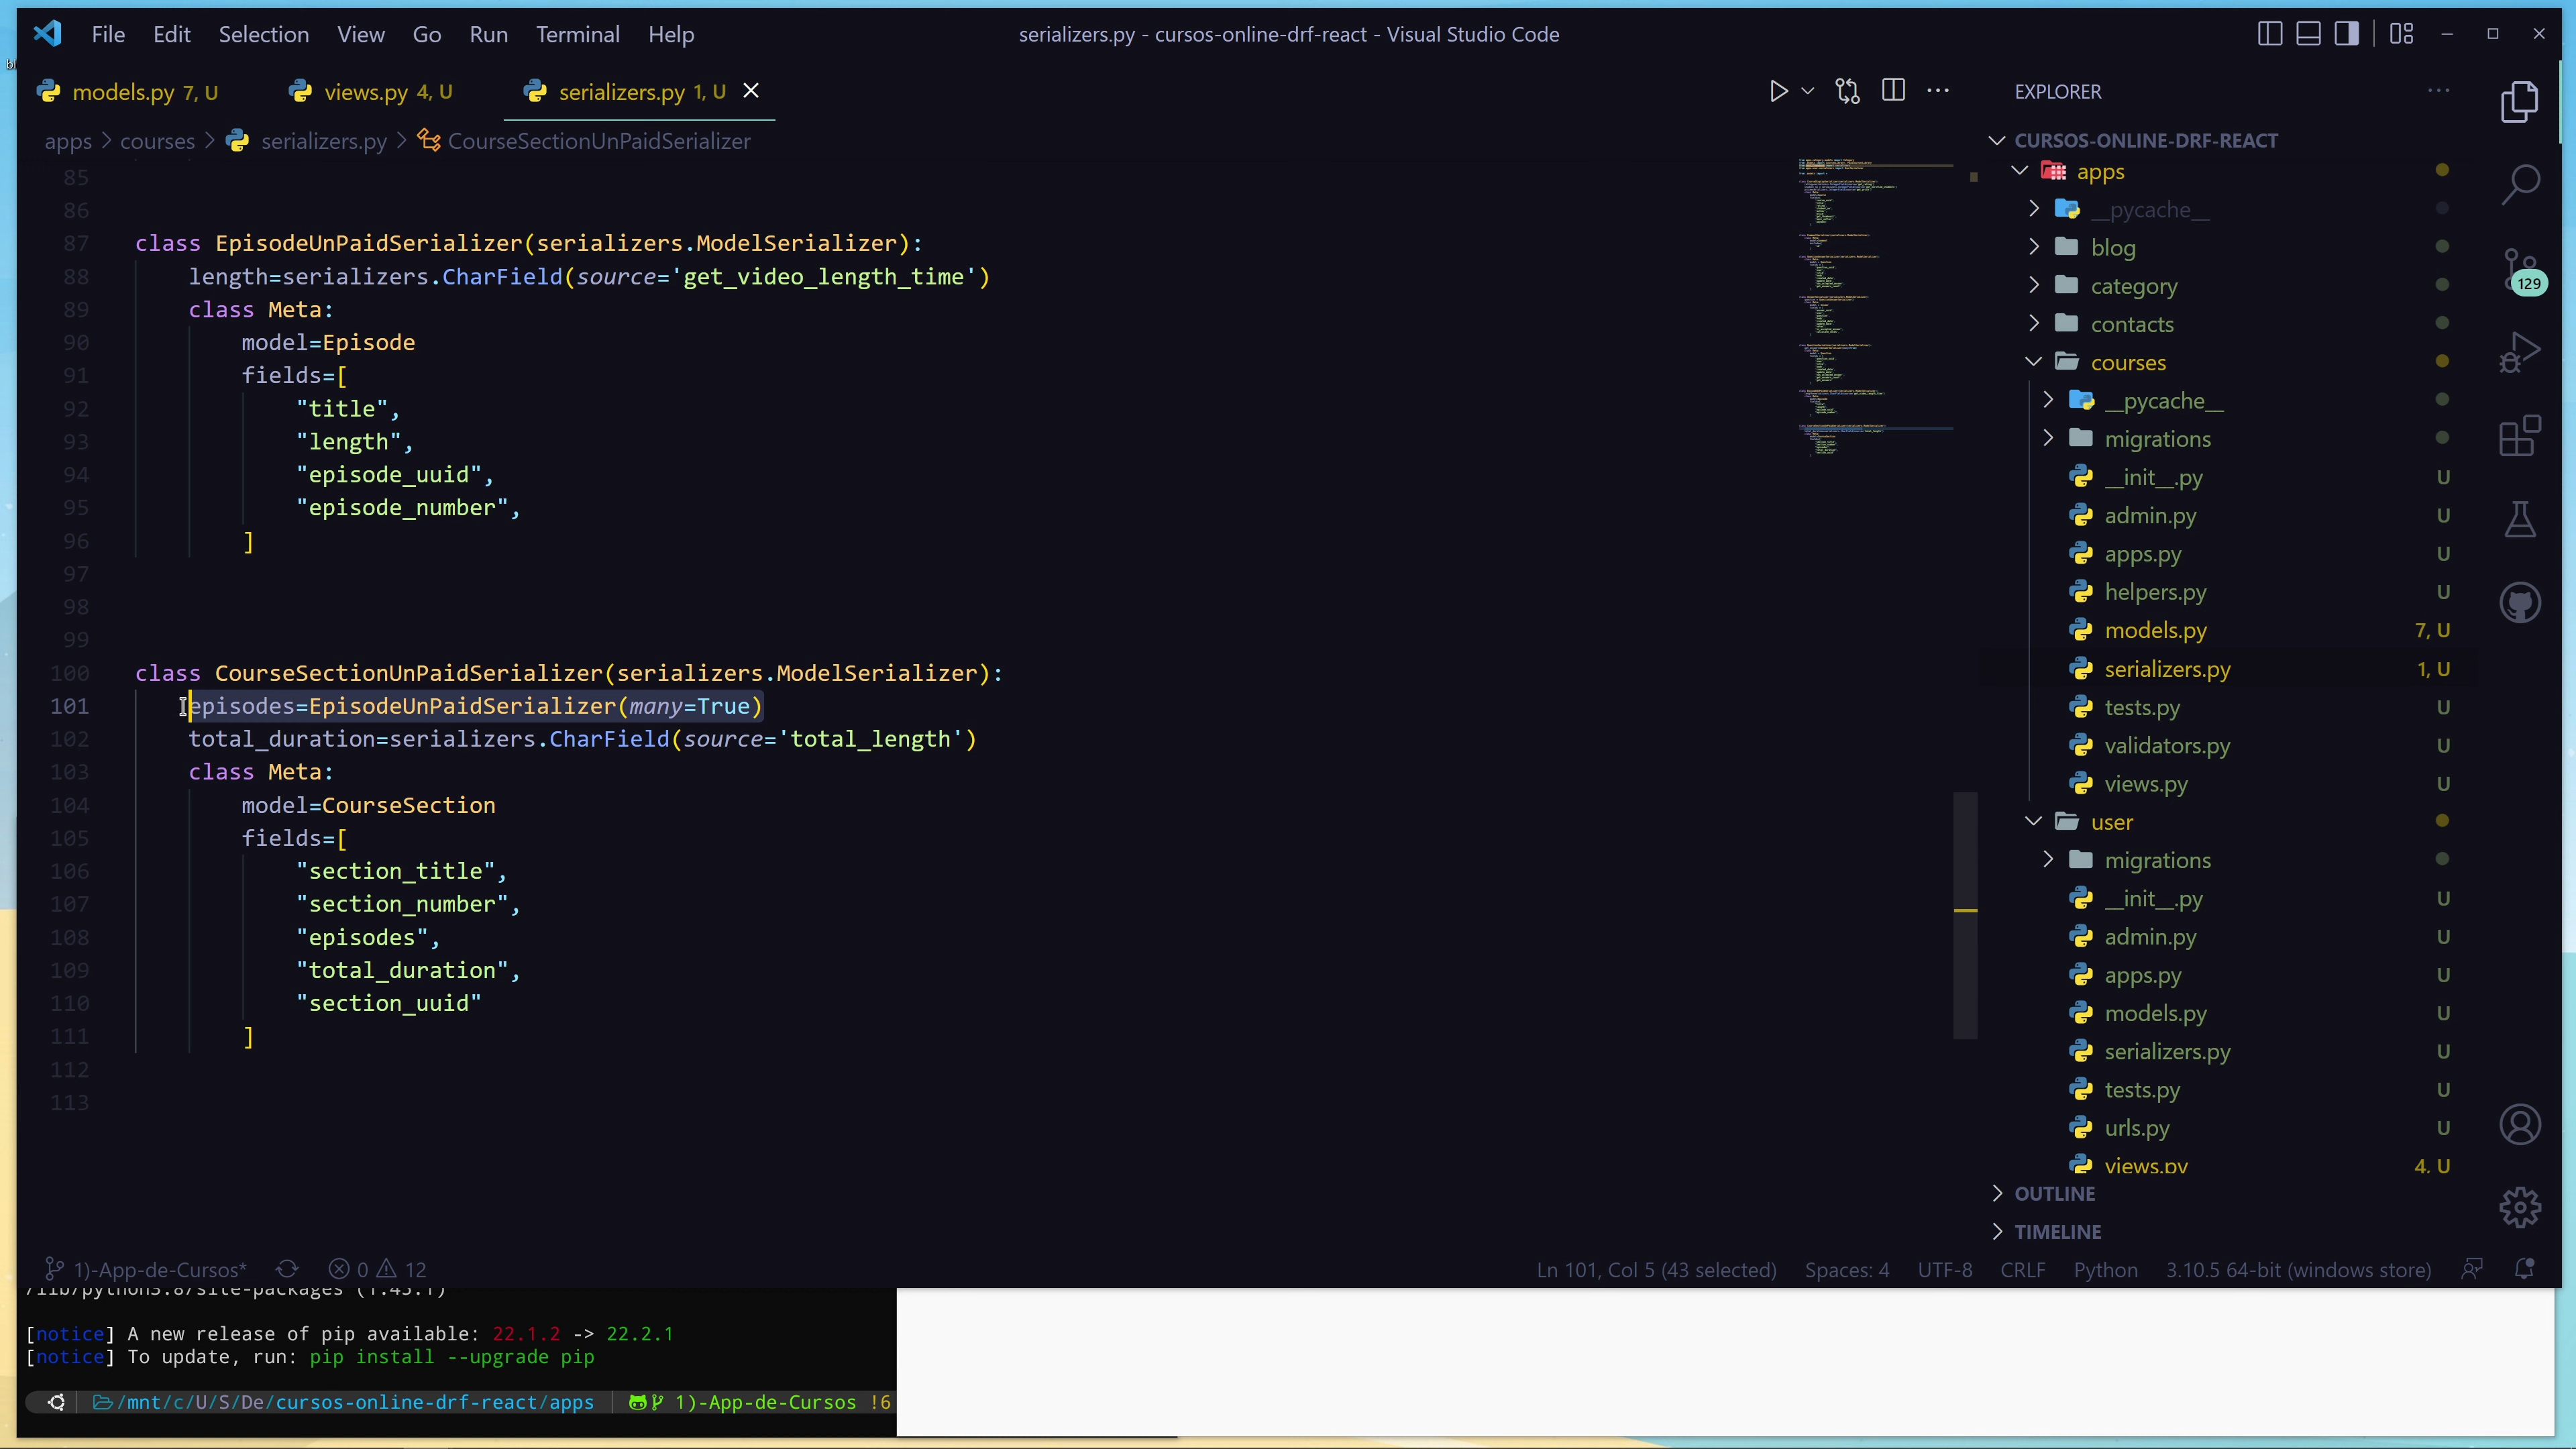 File Edit Selection View Go Run Terminal Help
serializers.py - cursos-online-drf-react - Visual Studio Code
models.py 7, U
views.py 4, U
serializers.py 1, U
apps > courses > serializers.py > CourseSectionUnPaidSerializer
85
86
87 class EpisodeUnPaidSerializer(serializers.ModelSerializer):
88 length=serializers.CharField(source='get_video_length_time')
89 class Meta:
90 model=Episode
91 fields=[
92 "title",
93 "length",
94 "episode_uuid",
95 "episode_number",
96 ]
97
98
99
100 class CourseSectionUnPaidSerializer(serializers.ModelSerializer):
101 episodes=EpisodeUnPaidSerializer(many=True)
102 total_duration=serializers.CharField(source='total_length')
103 class Meta:
104 model=CourseSection
105 fields=[
106 "section_title",
107 "section_number",
108 "episodes",
109 "total_duration",
110 "section_uuid"
111 ]
112
113
EXPLORER
CURSOS-ONLINE-DRF-REACT
apps
__pycache__
blog
category
contacts
courses
__pycache__
migrations
__init__.py U
admin.py U
apps.py U
helpers.py U
models.py 7, U
serializers.py 1, U
tests.py U
validators.py U
views.py U
user
migrations
__init__.py U
admin.py U
apps.py U
models.py U
serializers.py U
tests.py U
urls.py U
views.py 4, U
OUTLINE
TIMELINE
129
1)-App-de-Cursos* 0 12
Ln 101, Col 5 (43 selected) Spaces: 4 UTF-8 CRLF Python 3.10.5 64-bit (windows store)
/lib/python3.8/site-packages (1.45.1)
[notice] A new release of pip available: 22.1.2 -> 22.2.1
[notice] To update, run: pip install --upgrade pip
/mnt/c/U/S/De/cursos-online-drf-react/apps 1)-App-de-Cursos !6